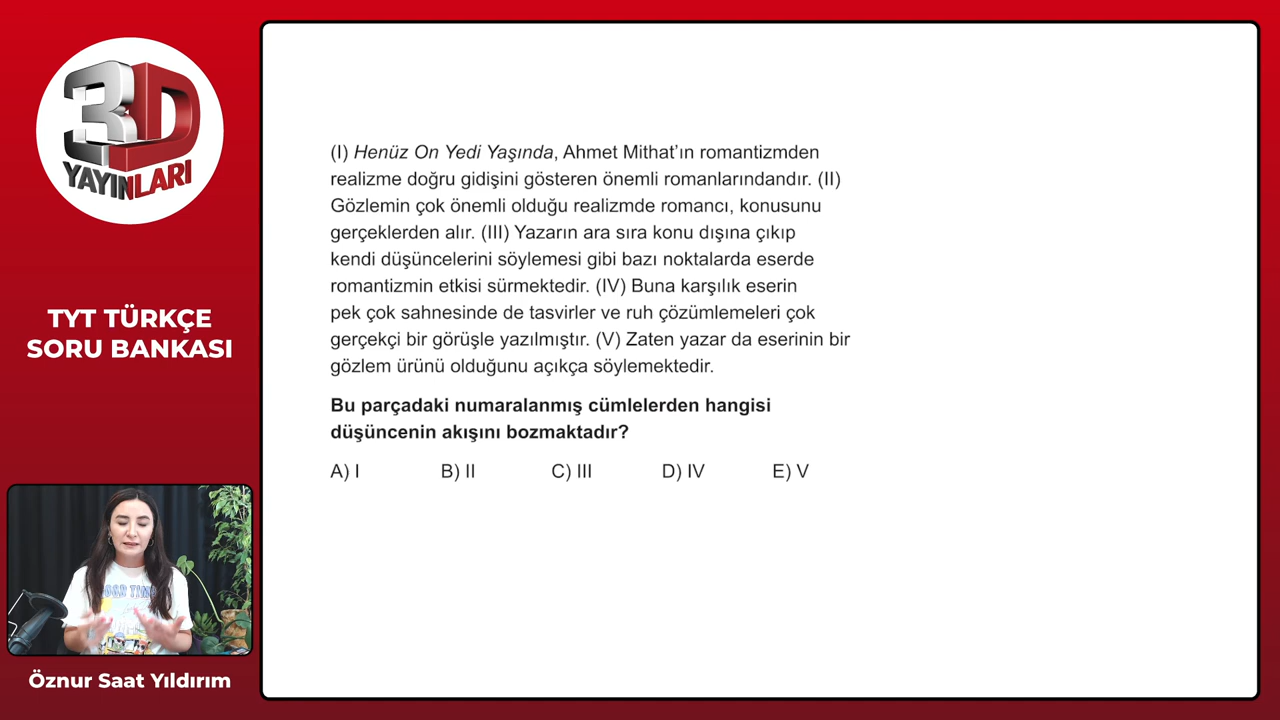 3D
YAYINLARI
TYT TÜRKÇE
SORU BANKASI
Öznur Saat Yıldırım
(I) Henüz On Yedi Yaşında, Ahmet Mithat’ın romantizmden
realizme doğru gidişini gösteren önemli romanlarındandır. (II)
Gözlemin çok önemli olduğu realizmde romancı, konusunu
gerçeklerden alır. (III) Yazarın ara sıra konu dışına çıkıp
kendi düşüncelerini söylemesi gibi bazı noktalarda eserde
romantizmin etkisi sürmektedir. (IV) Buna karşılık eserin
pek çok sahnesinde de tasvirler ve ruh çözümlemeleri çok
gerçekçi bir görüşle yazılmıştır. (V) Zaten yazar da eserinin bir
gözlem ürünü olduğunu açıkça söylemektedir.
Bu parçadaki numaralanmış cümlelerden hangisi
düşüncenin akışını bozmaktadır?
A) I B) II C) III D) IV E) V